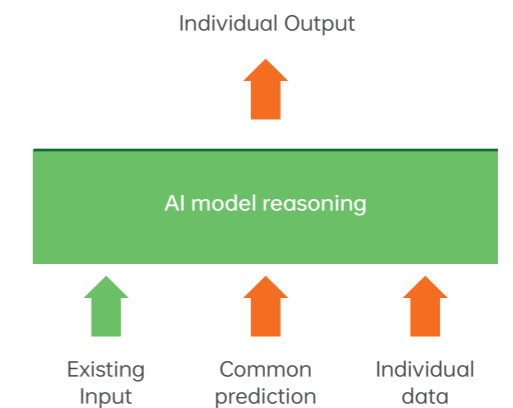 Individual Output
AI model reasoning
Existing
Input
Common
prediction
Individual
data